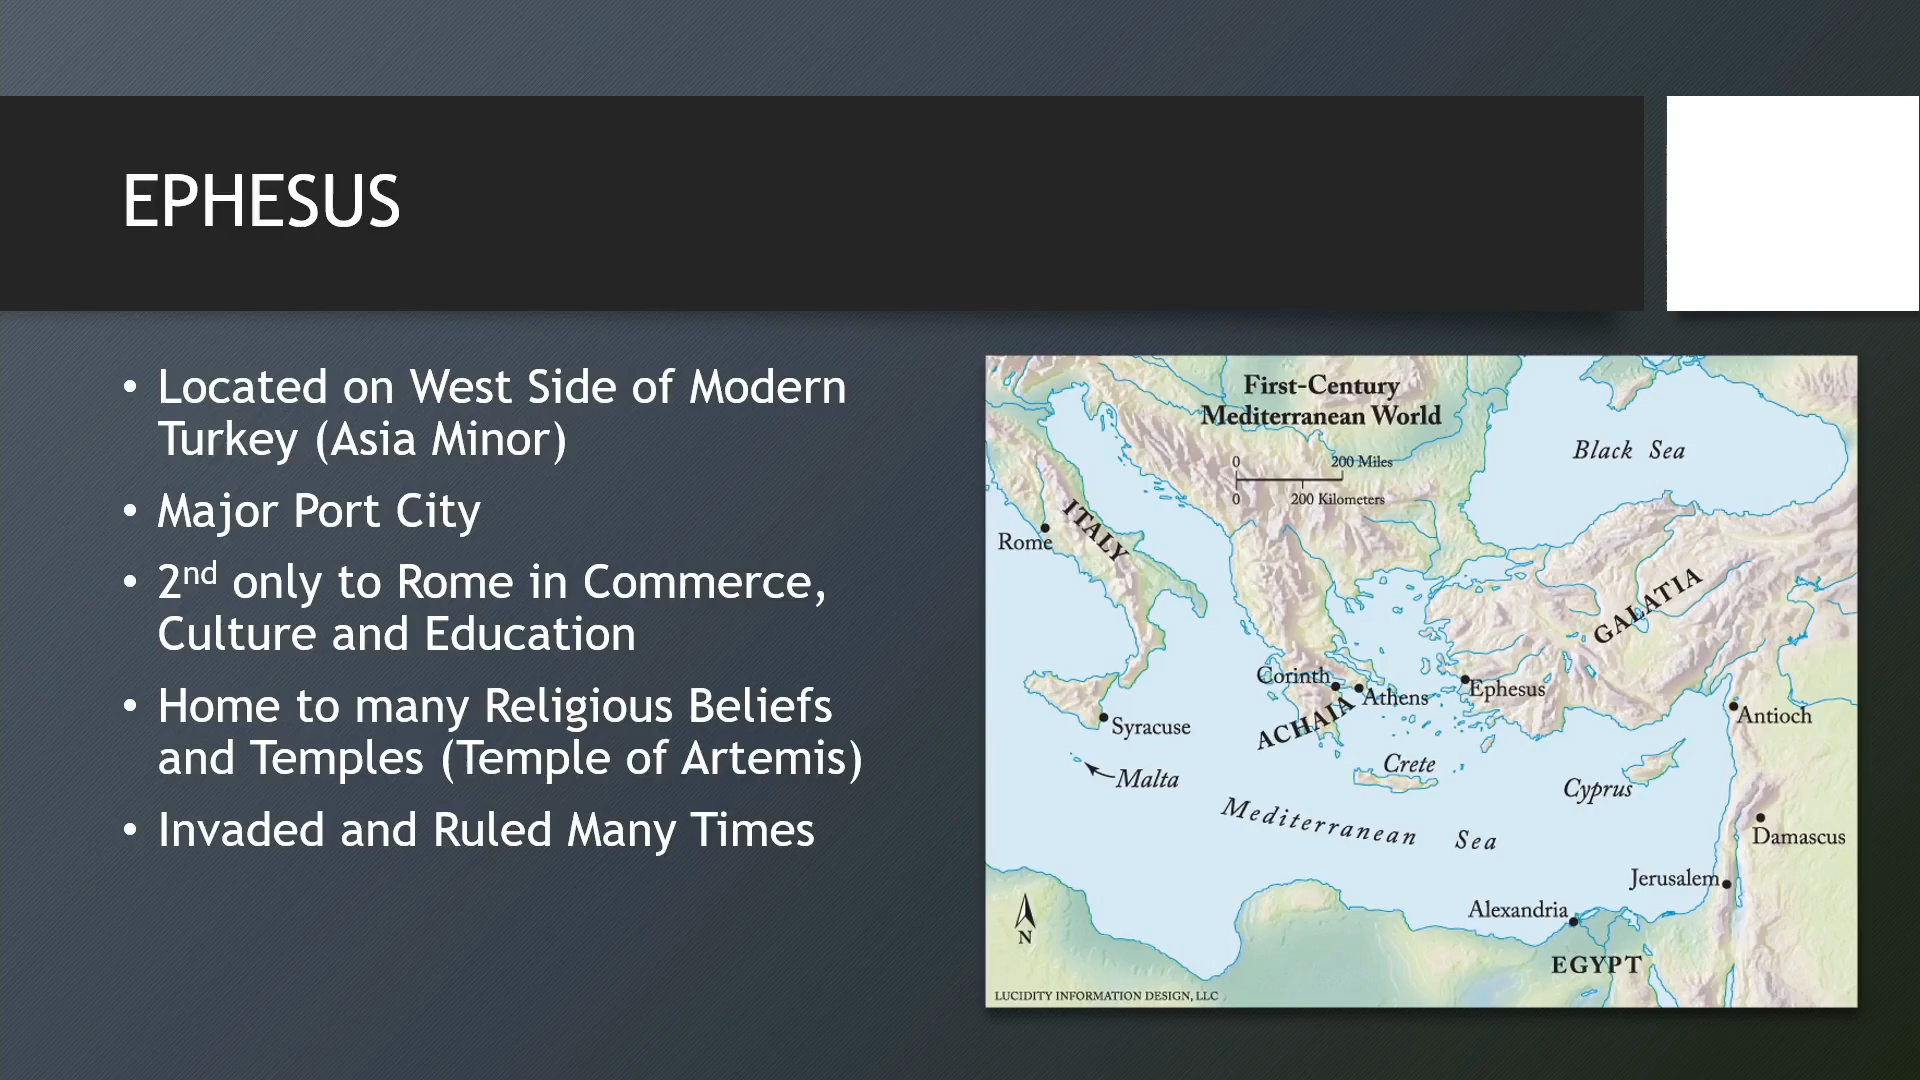 EPHESUS
• Located on West Side of Modern
Turkey (Asia Minor)
• Major Port City
• 2nd only to Rome in Commerce,
Culture and Education
• Home to many Religious Beliefs
and Temples (Temple of Artemis)
• Invaded and Ruled Many Times
First-Century
Mediterranean World
0 200 Miles
0 200 Kilometers
Black Sea
ITALY
Rome
GALATIA
Corinth
Athens
Ephesus
ACHAIA
Syracuse
Antioch
Malta
Crete
Cyprus
Mediterranean Sea
Damascus
Jerusalem
Alexandria
N
EGYPT
LUCIDITY INFORMATION DESIGN, LLC